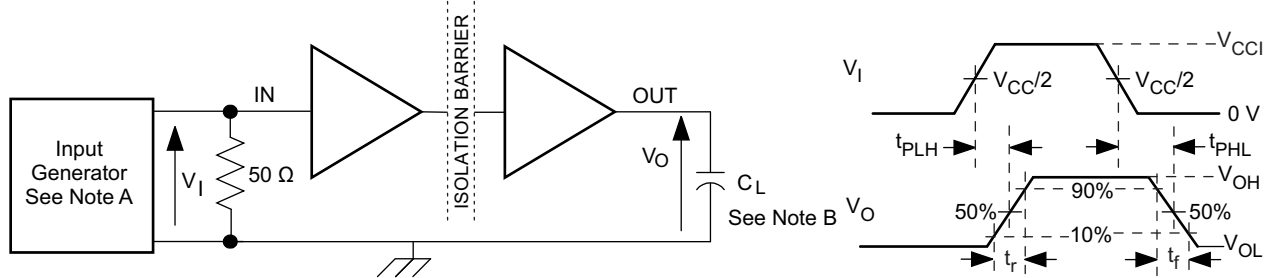 Input
Generator
See Note A
V_I
50 Ω
IN
ISOLATION BARRIER
OUT
V_O
C_L
See Note B
V_I
V_CCI
V_CC/2
V_CC/2
0 V
t_PLH
t_PHL
V_O
V_OH
50%
90%
50%
10%
V_OL
t_r
t_f